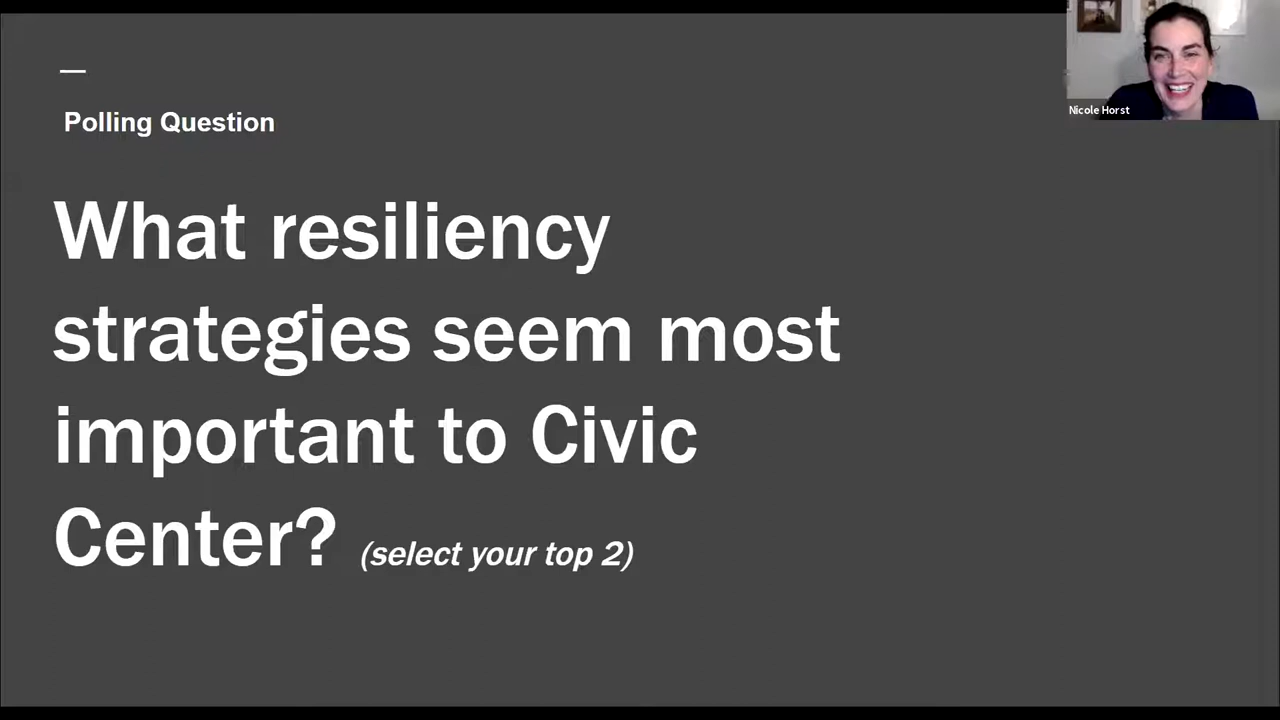 Polling Question
Nicole Horst
What resiliency
strategies seem most
important to Civic
Center? (select your top 2)